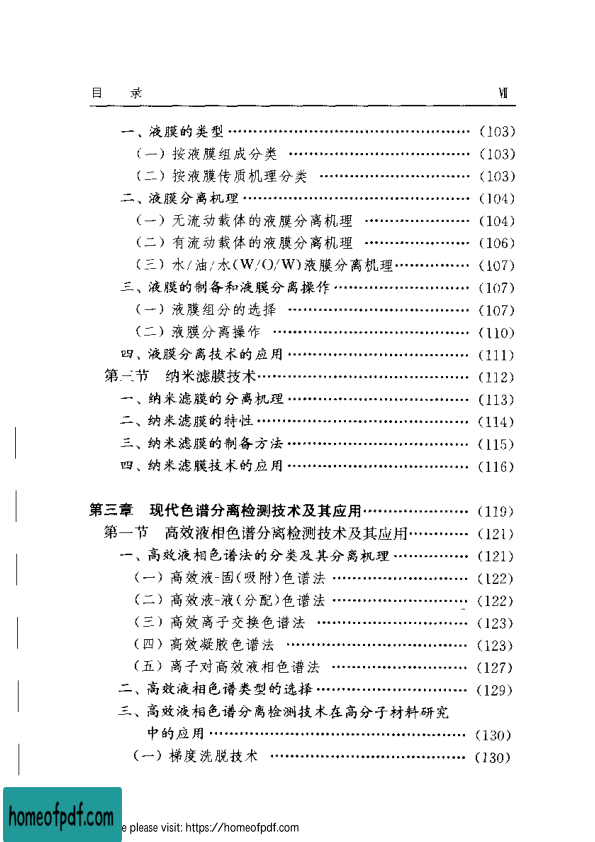 目 录 Ⅶ
一、液膜的类型 …………………………………… (103)
（一）按液膜组成分类 ………………………… (103)
（二）按液膜传质机理分类 …………………… (103)
二、液膜分离机理 ………………………………… (104)
（一）无流动载体的液膜分离机理 …………… (104)
（二）有流动载体的液膜分离机理 …………… (106)
（三）水/油/水(W/O/W)液膜分离机理 ………… (107)
三、液膜的制备和液膜分离操作 ………………… (107)
（一）液膜组分的选择 ………………………… (107)
（二）液膜分离操作 …………………………… (110)
四、液膜分离技术的应用 ………………………… (111)
第三节 纳米滤膜技术 …………………………… (112)
一、纳米滤膜的分离机理 ………………………… (113)
二、纳米滤膜的特性 ……………………………… (114)
三、纳米滤膜的制备方法 ………………………… (115)
四、纳米滤膜技术的应用 ………………………… (116)
第三章 现代色谱分离检测技术及其应用 ……………… (119)
第一节 高效液相色谱分离检测技术及其应用 ………… (121)
一、高效液相色谱法的分类及其分离机理 ………… (121)
（一）高效液-固(吸附)色谱法 ………………… (122)
（二）高效液-液(分配)色谱法 ………………… (122)
（三）高效离子交换色谱法 …………………… (123)
（四）高效凝胶色谱法 ………………………… (123)
（五）离子对高效液相色谱法 ………………… (127)
二、高效液相色谱类型的选择 …………………… (129)
三、高效液相色谱分离检测技术在高分子材料研究
中的应用 …………………………………… (130)
（一）梯度洗脱技术 …………………………… (130)
homeofpdf.com
e please visit: https://homeofpdf.com